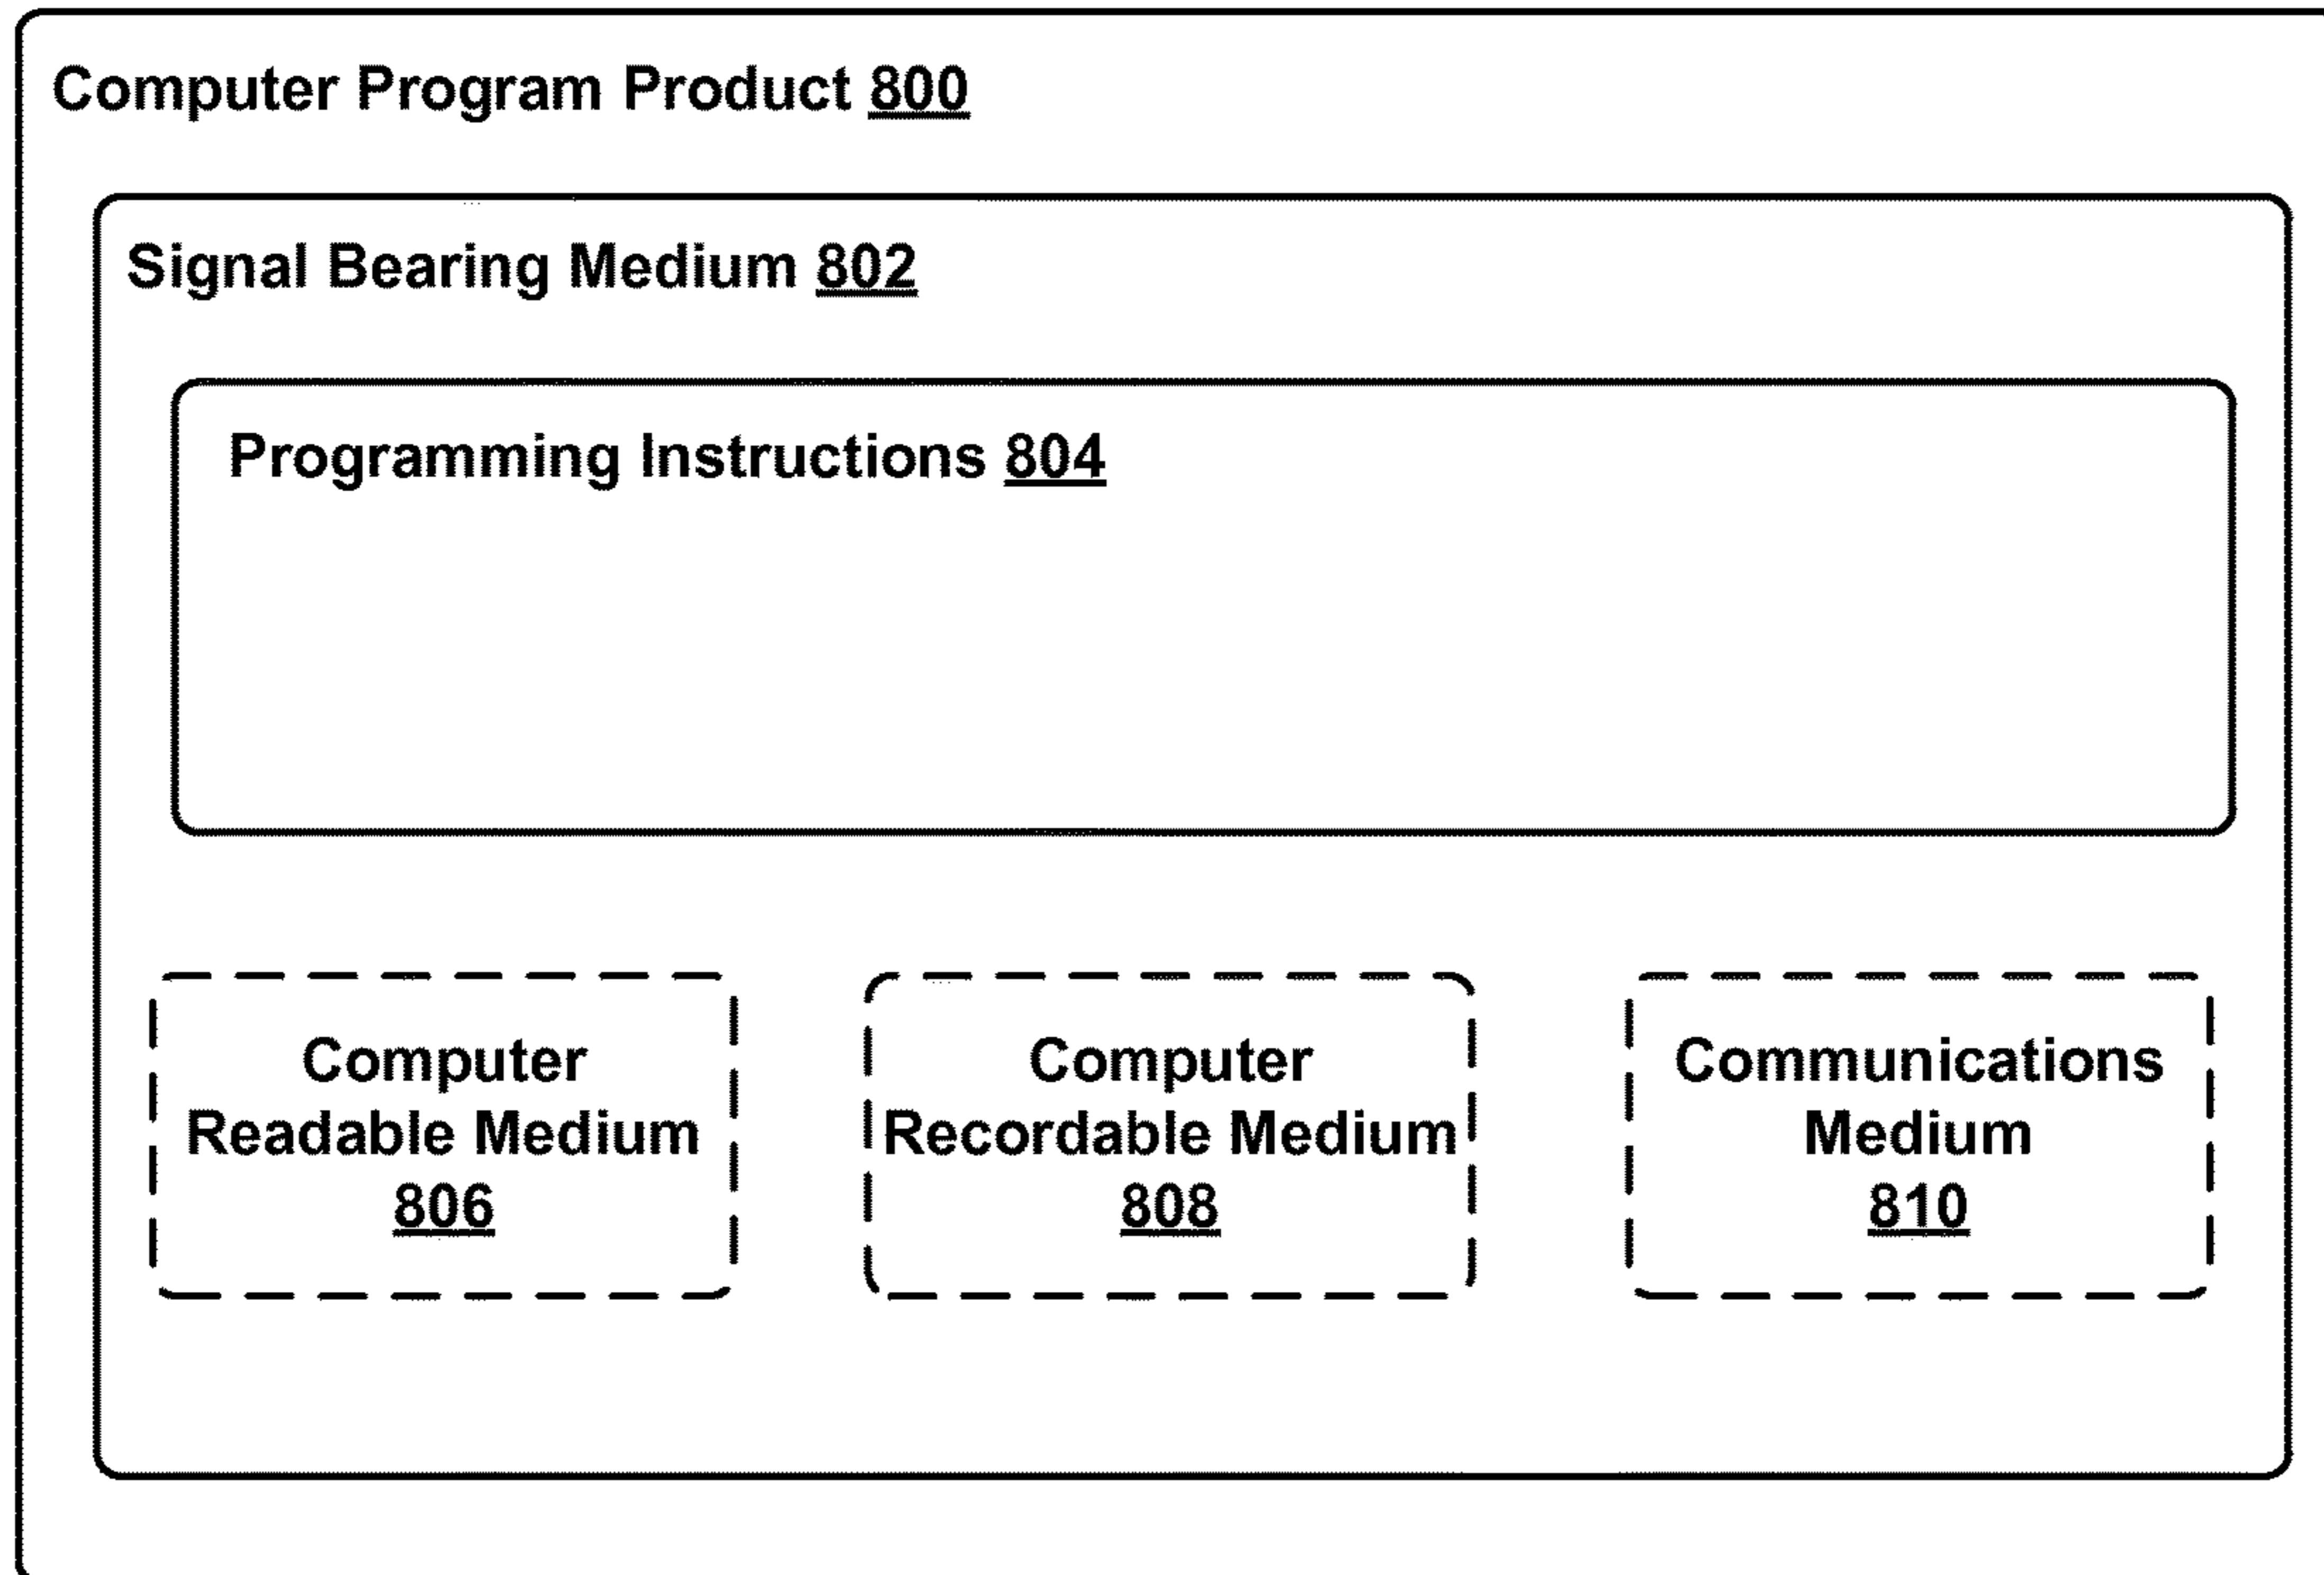 Computer Program Product 800
Signal Bearing Medium 802
Programming Instructions 804
Computer
Readable Medium
806
Computer
Recordable Medium
808
Communications
Medium
810